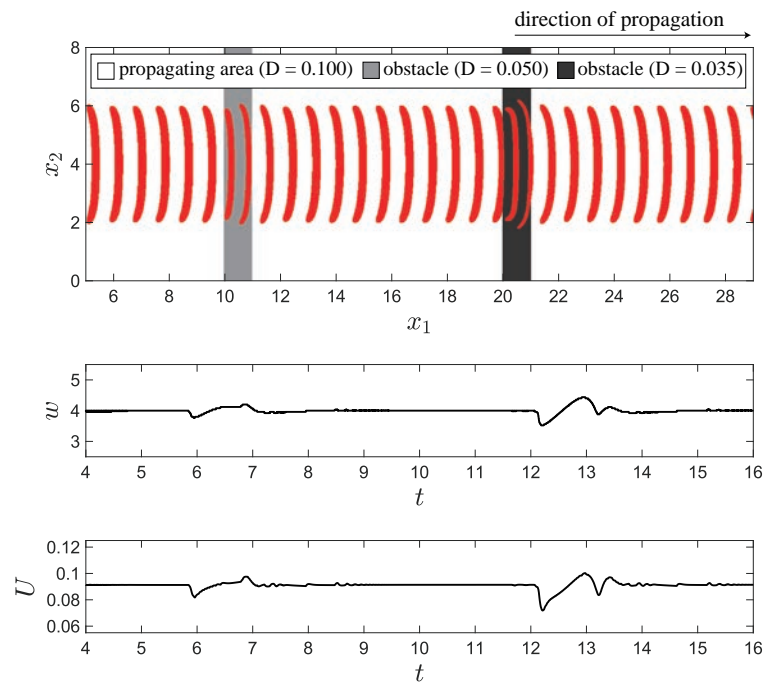 direction of propagation
8
propagating area (D = 0.100) obstacle (D = 0.050) obstacle (D = 0.035)
6
x2
4
2
0
6 8 10 12 14 16 18 20 22 24 26 28
x1
5
w
4
3
4 5 6 7 8 9 10 11 12 13 14 15 16
t
0.12
U
0.1
0.08
0.06
4 5 6 7 8 9 10 11 12 13 14 15 16
t